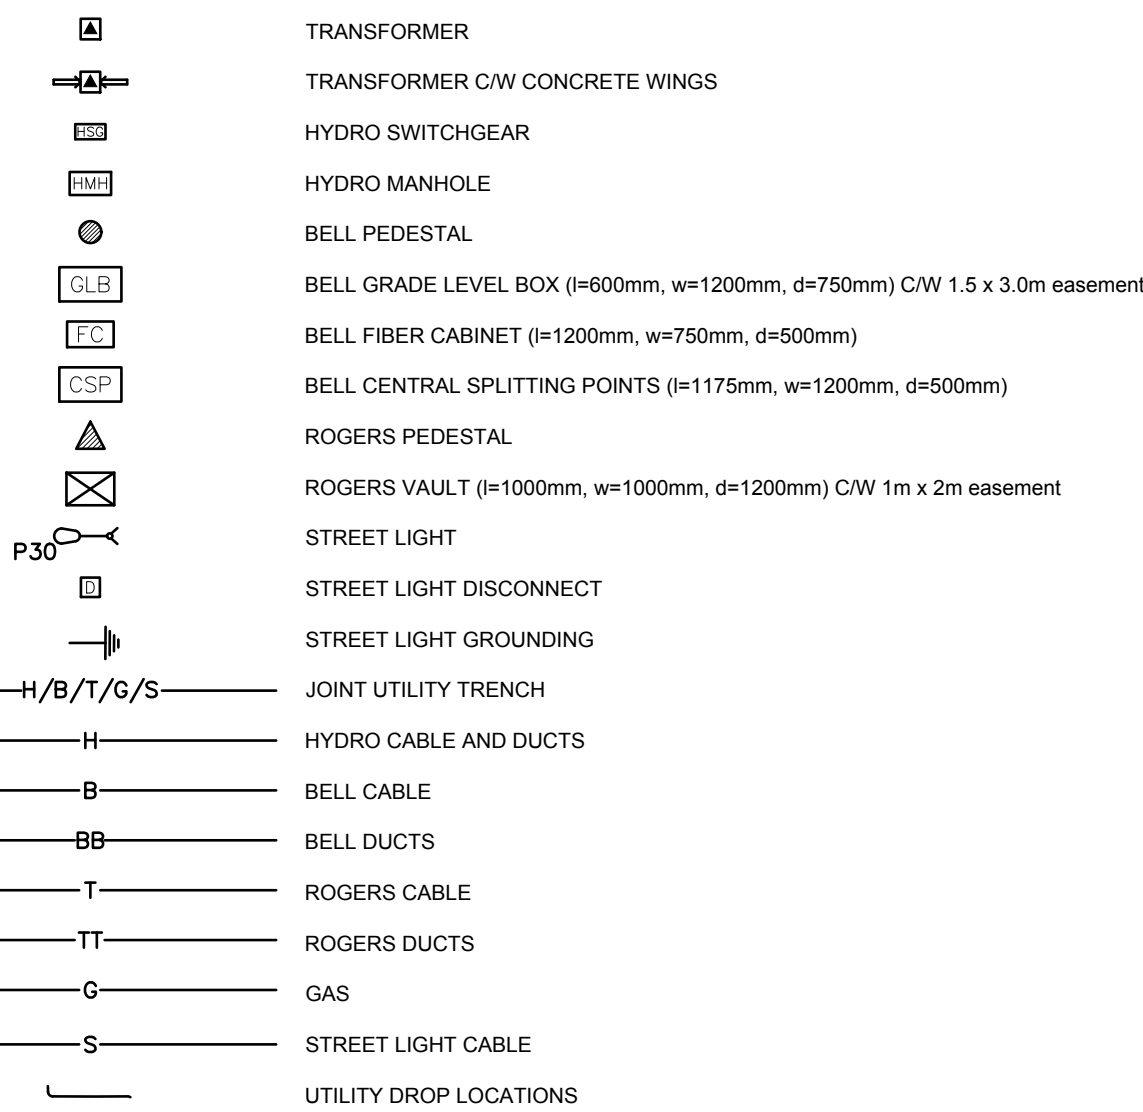 TRANSFORMER
TRANSFORMER C/W CONCRETE WINGS
HSG HYDRO SWITCHGEAR
HMH HYDRO MANHOLE
BELL PEDESTAL
GLB BELL GRADE LEVEL BOX (l=600mm, w=1200mm, d=750mm) C/W 1.5 x 3.0m easement
FC BELL FIBER CABINET (l=1200mm, w=750mm, d=500mm)
CSP BELL CENTRAL SPLITTING POINTS (l=1175mm, w=1200mm, d=500mm)
ROGERS PEDESTAL
ROGERS VAULT (l=1000mm, w=1000mm, d=1200mm) C/W 1m x 2m easement
P30 STREET LIGHT
D STREET LIGHT DISCONNECT
STREET LIGHT GROUNDING
H/B/T/G/S JOINT UTILITY TRENCH
H HYDRO CABLE AND DUCTS
B BELL CABLE
BB BELL DUCTS
T ROGERS CABLE
TT ROGERS DUCTS
G GAS
S STREET LIGHT CABLE
UTILITY DROP LOCATIONS